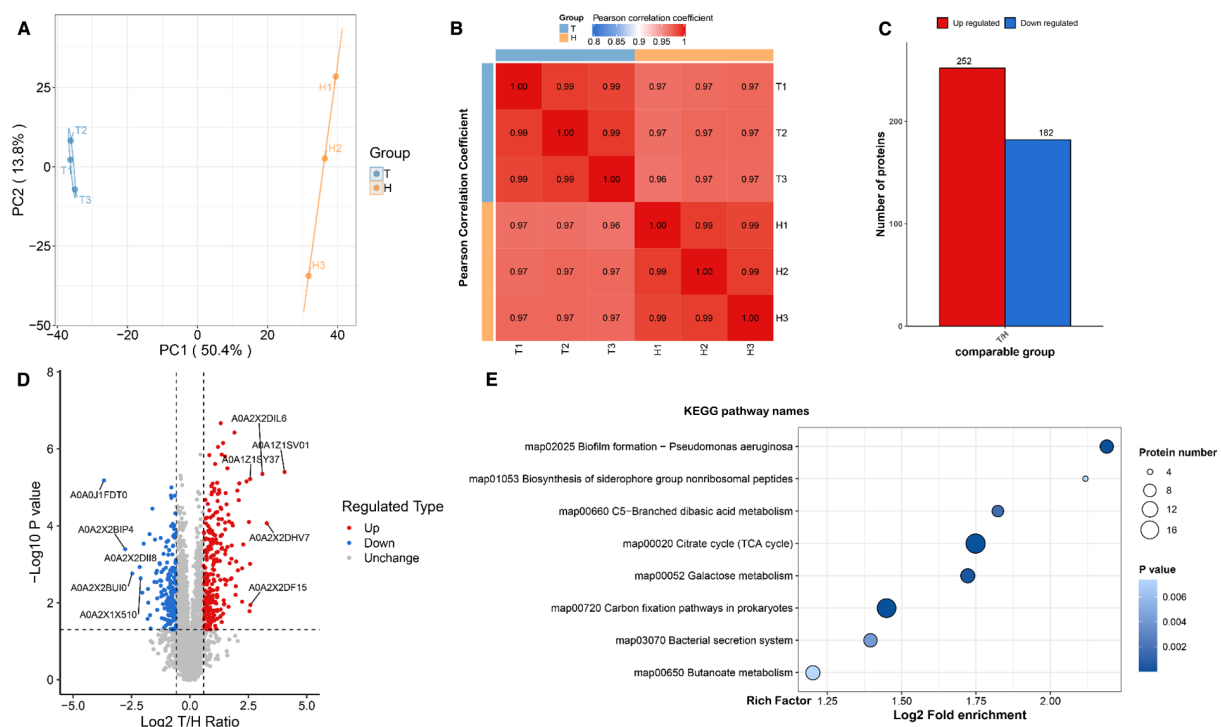 A
25
0
−25
−50
PC2 ( 13.8% )
T2
T1
T3
H1
H2
H3
−40
−20
0
20
40
PC1 ( 50.4% )
Group
T
H
B
Group
T
H
Pearson correlation coefficient
0.8 0.85 0.9 0.95 1
Pearson Correlation Coefficient
1.00 0.99 0.99 0.97 0.97 0.97 T1
0.99 1.00 0.99 0.97 0.97 0.97 T2
0.99 0.99 1.00 0.96 0.97 0.97 T3
0.97 0.97 0.96 1.00 0.99 0.99 H1
0.97 0.97 0.97 0.99 1.00 0.99 H2
0.97 0.97 0.97 0.99 0.99 1.00 H3
T1 T2 T3 H1 H2 H3
C
Up regulated Down regulated
252
182
200
100
0
Number of proteins
T/H
comparable group
D
8
6
4
2
0
−Log10 P value
A0A2X2DIL6
A0A1Z1SV01
A0A1Z1SY37
A0A0J1FDT0
A0A2X2BIP4
A0A2X2DHV7
A0A2X2DII8
A0A2X2BUI0
A0A2X2DF15
A0A2X1X510
−5.0 −2.5 0.0 2.5 5.0
Log2 T/H Ratio
Regulated Type
Up
Down
Unchange
E
KEGG pathway names
map02025 Biofilm formation − Pseudomonas aeruginosa
map01053 Biosynthesis of siderophore group nonribosomal peptides
map00660 C5−Branched dibasic acid metabolism
map00020 Citrate cycle (TCA cycle)
map00052 Galactose metabolism
map00720 Carbon fixation pathways in prokaryotes
map03070 Bacterial secretion system
map00650 Butanoate metabolism
Rich Factor
1.25 1.50 1.75 2.00
Log2 Fold enrichment
Protein number
4
8
12
16
P value
0.006
0.004
0.002